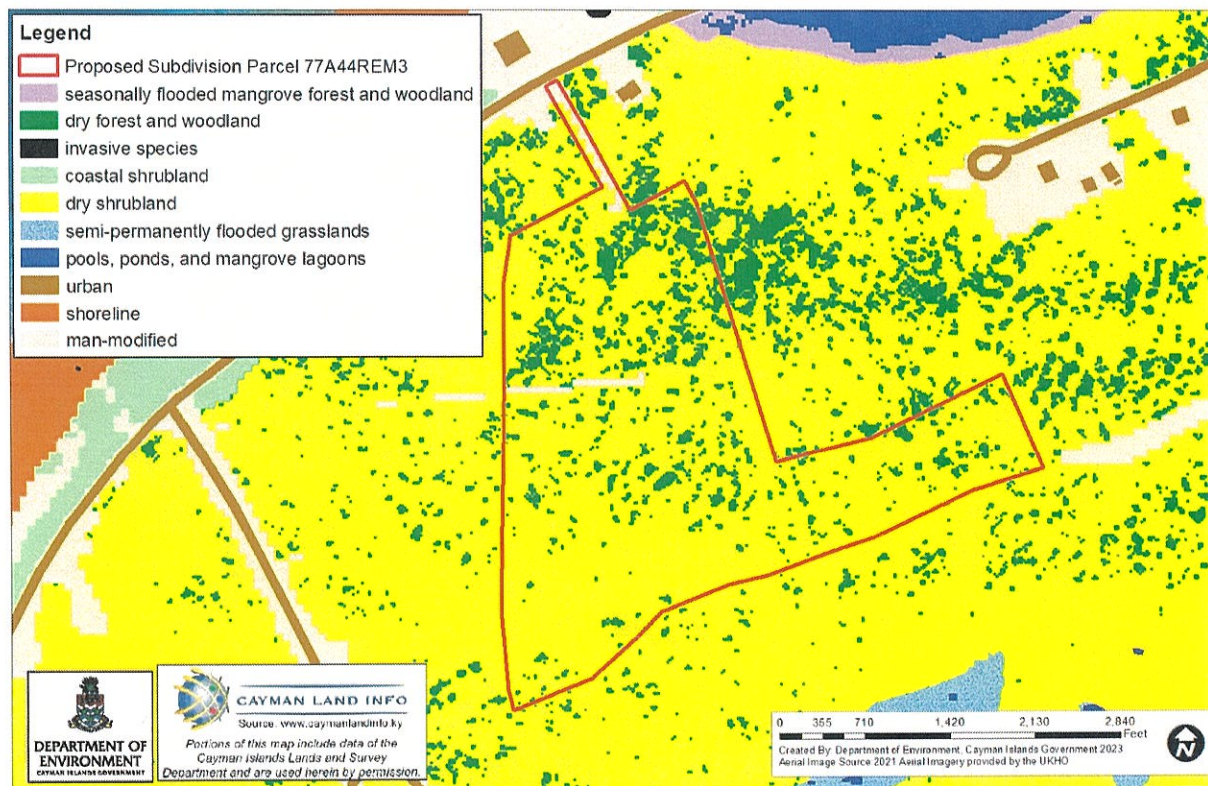 Legend
Proposed Subdivision Parcel 77A44REM3
seasonally flooded mangrove forest and woodland
dry forest and woodland
invasive species
coastal shrubland
dry shrubland
semi-permanently flooded grasslands
pools, ponds, and mangrove lagoons
urban
shoreline
man-modified
DEPARTMENT OF
ENVIRONMENT
CAYMAN ISLANDS GOVERNMENT
CAYMAN LAND INFO
Source: www.caymanlandinfo.ky
Portions of this map include data of the
Cayman Islands Lands and Survey
Department and are used herein by permission.
0 355 710 1,420 2,130 2,840
Feet
Created By: Department of Environment, Cayman Islands Government 2023
Aerial Image Source 2021 Aerial Imagery provided by the UKHO
N